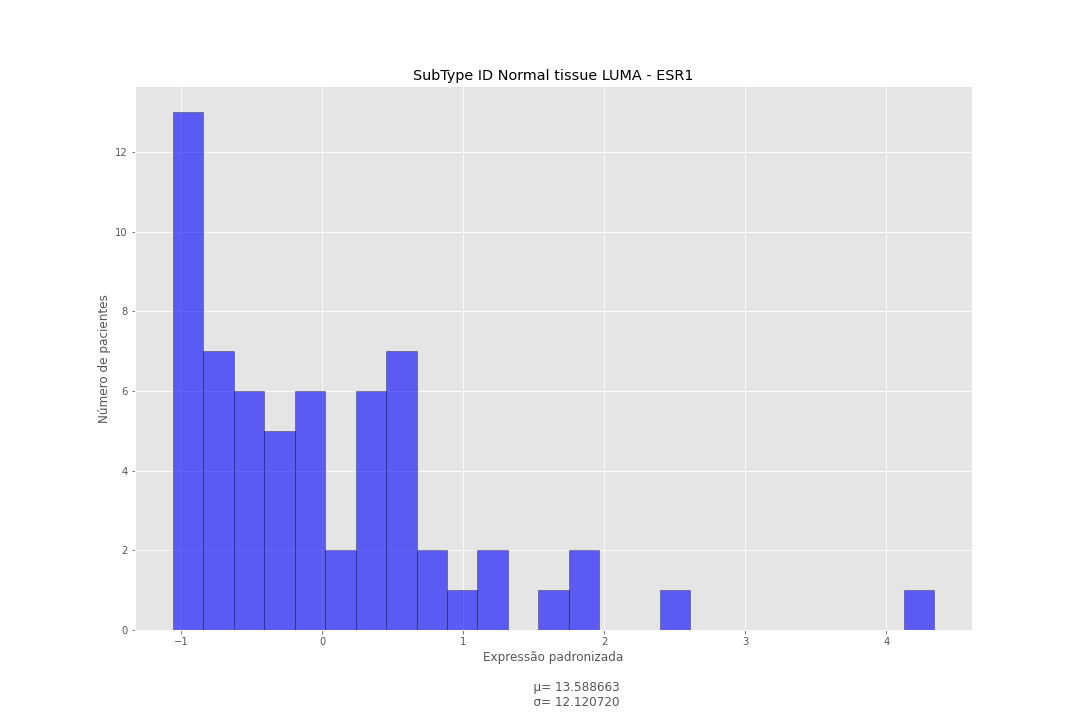 SubType ID Normal tissue LUMA - ESR1
Número de pacientes
12
10
8
6
4
2
0
−1
0
1
2
3
4
Expressão padronizada
μ= 13.588663
σ= 12.120720